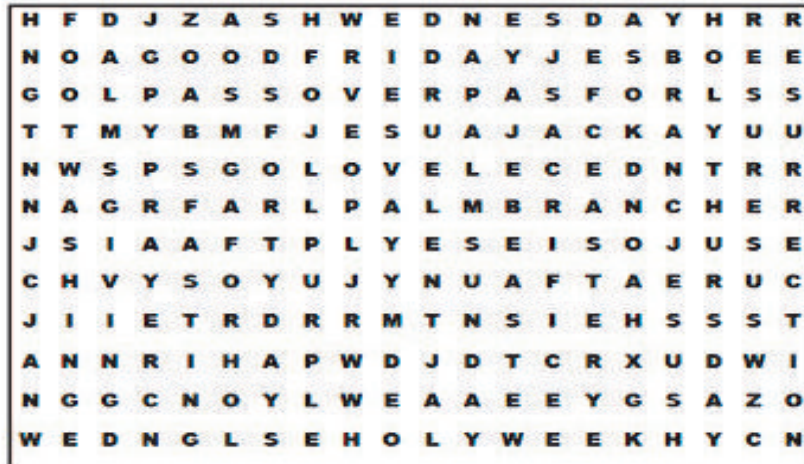 H F D J Z A S H W E D N E S D A Y H R R
N O A G O O D F R I D A Y J E S B O E E
G O L P A S S O V E R P A S F O R L S S
T T M Y B M F J E S U A J A C K A Y U U
N W S P S G O L O V E L E C E D N T R R
N A G R F A R L P A L M B R A N C H E R
J S I A A F T P L Y E S E I S O J U S E
C H V Y S O Y U J Y N U A F T A E R U C
J I I E T R D R R M T N S I E H S S S T
A N N R I H A P W D J D T C R X U D W I
N G G C N O Y L W E A A E E Y G S A Z O
W E D N G L S E H O L Y W E E K H Y C N